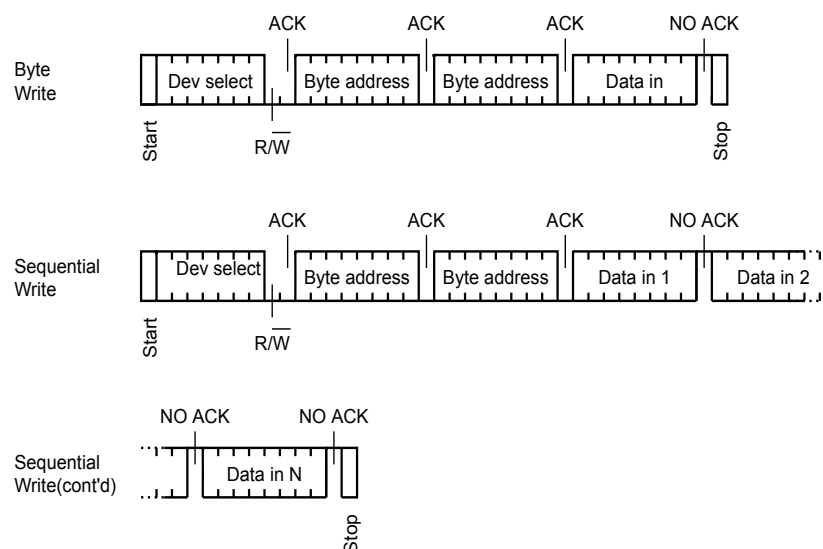 ACK ACK ACK NO ACK
Byte
Write
Dev select Byte address Byte address Data in
Start
R/W
Stop
ACK ACK ACK NO ACK
Sequential
Write
Dev select Byte address Byte address Data in 1 Data in 2
Start
R/W
NO ACK NO ACK
Sequential
Write(cont'd)
Data in N
Stop